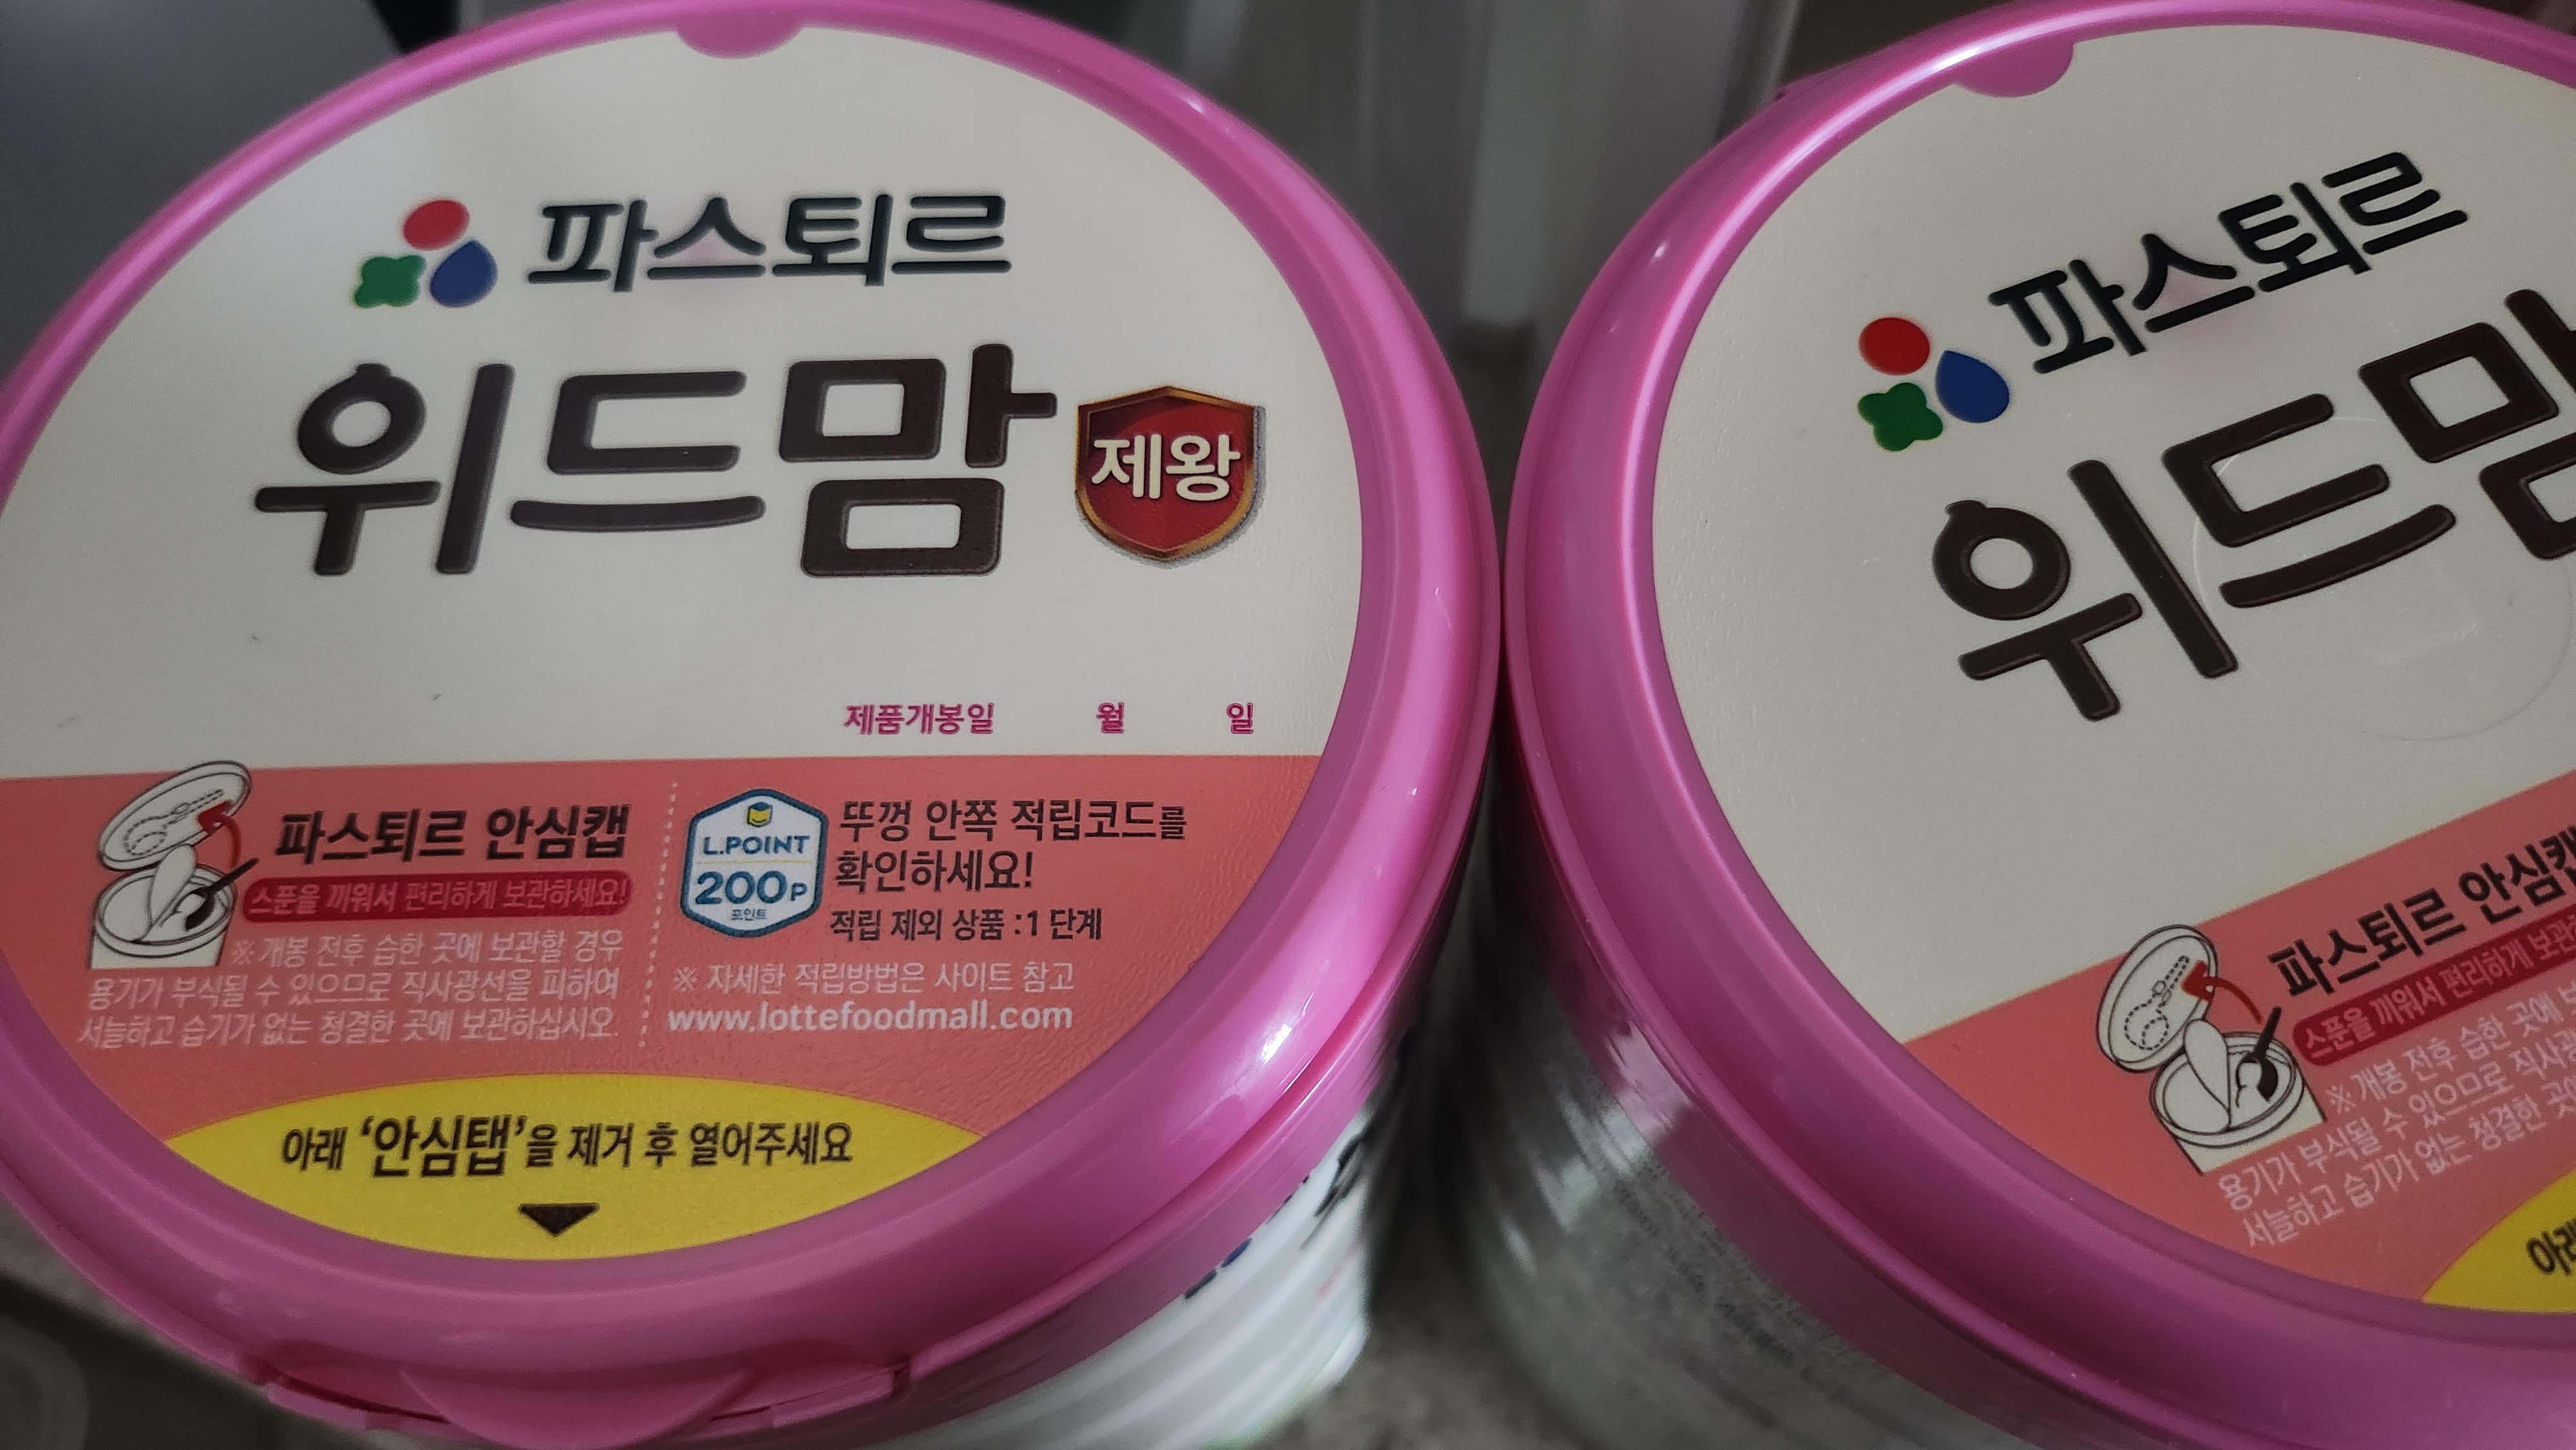 파스퇴르
위드맘 제왕
제품개봉일 월 일
파스퇴르 안심캡
스푼을 끼워서 편리하게 보관하세요!
※ 개봉 전후 습한 곳에 보관할 경우
용기가 부식될 수 있으므로 직사광선을 피하여
서늘하고 습기가 없는 청결한 곳에 보관하십시오.
L.POINT
200P
포인트
뚜껑 안쪽 적립코드를
확인하세요!
적립 제외 상품 :1 단계
※ 자세한 적립방법은 사이트 참고
www.lottefoodmall.com
아래 ‘안심탭’을 제거 후 열어주세요
파스퇴르
위드맘
파스퇴르 안심캡
스푼을 끼워서 편리하게
※ 개봉 전후 습한 곳에
용기가 부식될 수 있으므로
서늘하고 습기가 없는 청결한